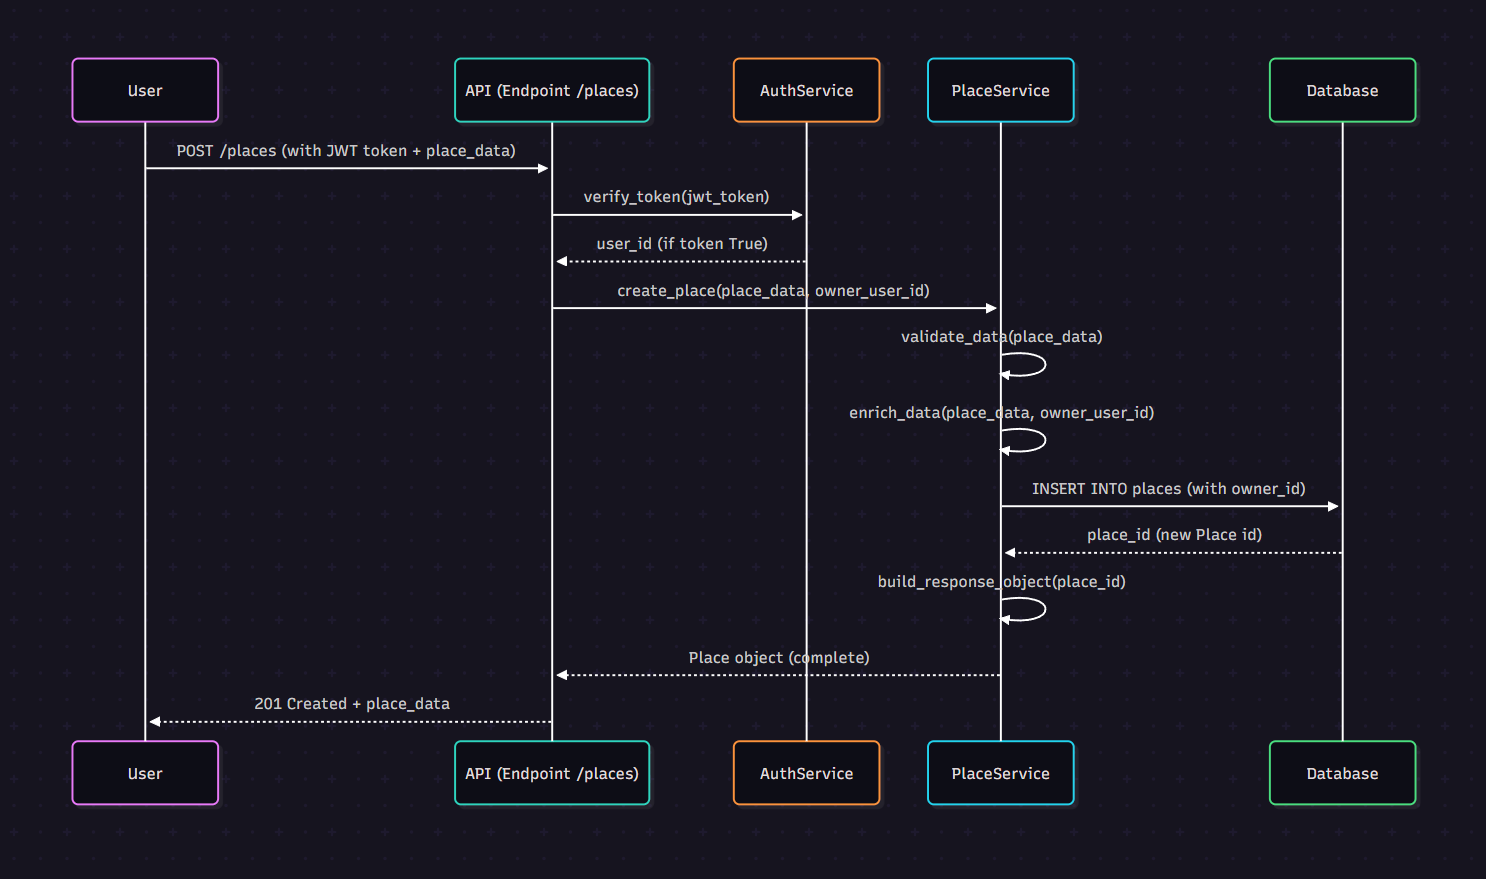 User
API (Endpoint /places)
AuthService
PlaceService
Database
POST /places (with JWT token + place_data)
verify_token(jwt_token)
user_id (if token True)
create_place(place_data, owner_user_id)
validate_data(place_data)
enrich_data(place_data, owner_user_id)
INSERT INTO places (with owner_id)
place_id (new Place id)
build_response_object(place_id)
Place object (complete)
201 Created + place_data
User
API (Endpoint /places)
AuthService
PlaceService
Database